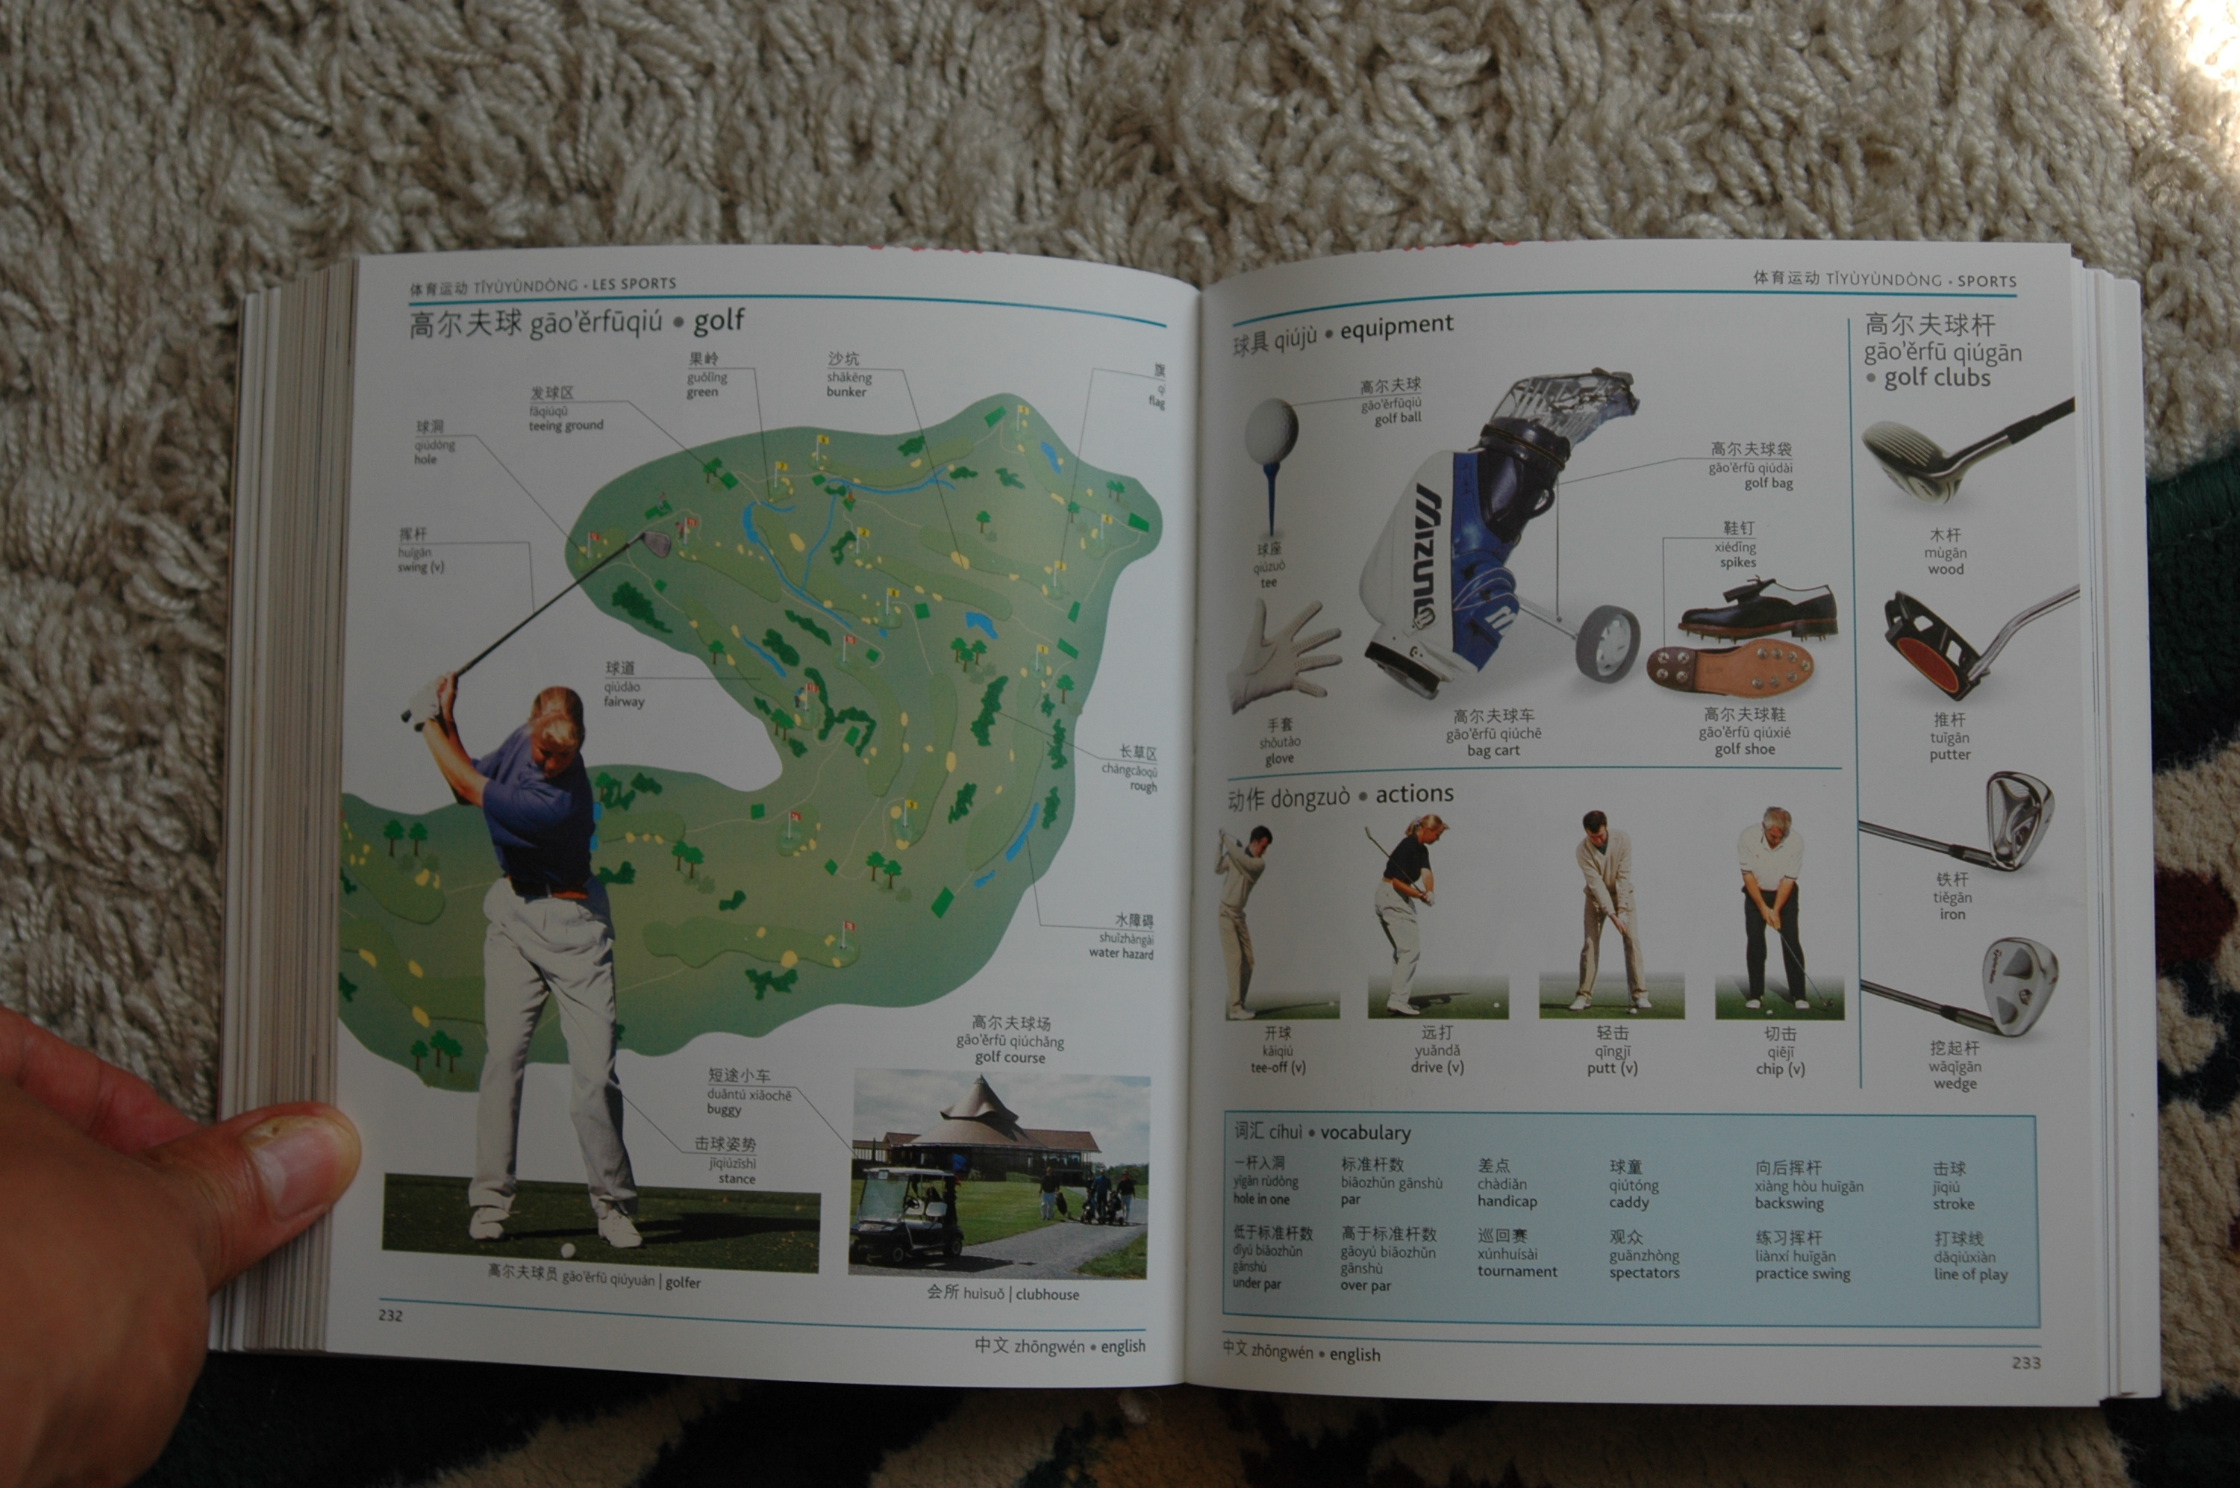 体育运动 TǏYÙYÙNDÒNG • LES SPORTS
高尔夫球 gāo'ěrfūqiú • golf
球洞
qiúdòng
hole
发球区
fāqiúqū
teeing ground
果岭
guǒlǐng
green
沙坑
shākēng
bunker
旗
qí
flag
挥杆
huīgān
swing (v)
球道
qiúdào
fairway
长草区
chángcǎoqū
rough
水障碍
shuǐzhàngài
water hazard
高尔夫球场
gāo'ěrfū qiúchǎng
golf course
短途小车
duǎntú xiǎochē
buggy
击球姿势
jīqiúzīshì
stance
高尔夫球员 gāo'ěrfū qiúyuán | golfer
会所 huìsuǒ | clubhouse
232
中文 zhōngwén • english
体育运动 TǏYÙYÙNDÒNG • SPORTS
球具 qiújù • equipment
高尔夫球
gāo'ěrfūqiú
golf ball
球座
qiúzuò
tee
手套
shǒutào
glove
MIZUNO
高尔夫球袋
gāo'ěrfū qiúdài
golf bag
高尔夫球车
gāo'ěrfū qiúchē
bag cart
鞋钉
xiédīng
spikes
高尔夫球鞋
gāo'ěrfū qiúxié
golf shoe
高尔夫球杆
gāo'ěrfū qiúgān
• golf clubs
木杆
mùgān
wood
推杆
tuīgān
putter
铁杆
tiěgān
iron
挖起杆
wāqǐgān
wedge
TaylorMade
动作 dòngzuò • actions
开球
kāiqiú
tee-off (v)
远打
yuǎndǎ
drive (v)
轻击
qīngjī
putt (v)
切击
qiējī
chip (v)
词汇 cíhuì • vocabulary
一杆入洞
yīgān rùdòng
hole in one
标准杆数
biāozhǔn gānshù
par
差点
chàdiǎn
handicap
球童
qiútóng
caddy
向后挥杆
xiàng hòu huīgān
backswing
击球
jīqiú
stroke
低于标准杆数
dīyú biāozhǔn
gānshù
under par
高于标准杆数
gāoyú biāozhǔn
gānshù
over par
巡回赛
xúnhuísài
tournament
观众
guānzhòng
spectators
练习挥杆
liànxí huīgān
practice swing
打球线
dǎqiúxiàn
line of play
中文 zhōngwén • english
233